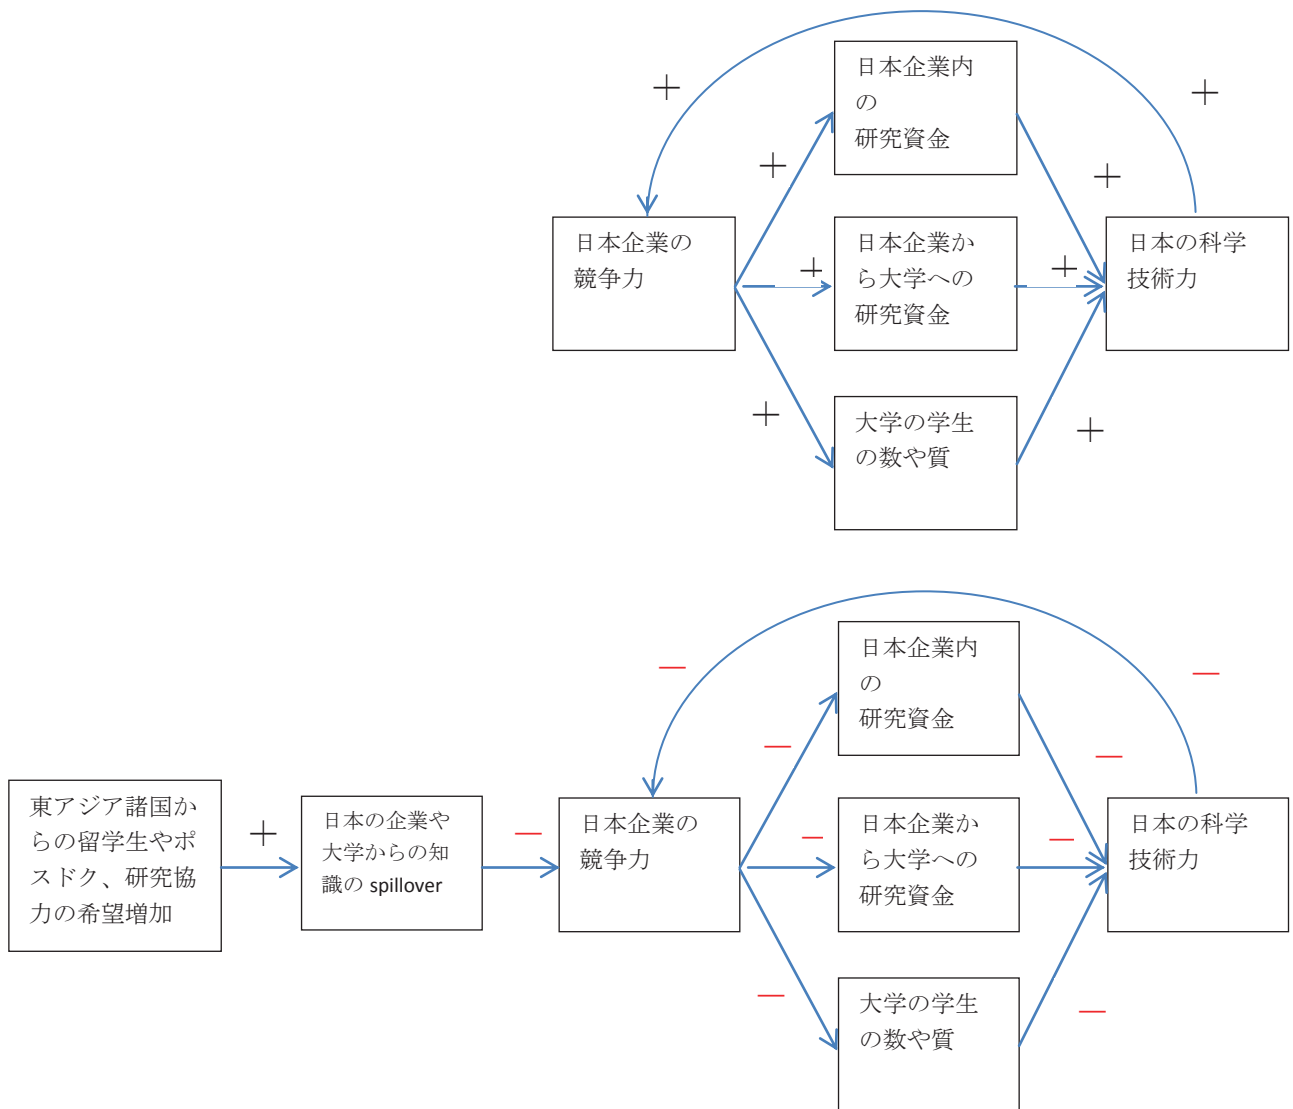 日本企業内
の
研究資金
+
+
+
+
日本企業の
競争力
+
日本企業か
ら大学への
研究資金
+
日本の科学
技術力
+
大学の学生
の数や質
+
日本企業内
の
研究資金
—
—
—
—
東アジア諸国か
らの留学生やポ
スドク、研究協
力の希望増加
+
日本の企業や
大学からの知
識の spillover
—
日本企業の
競争力
—
日本企業か
ら大学への
研究資金
—
日本の科学
技術力
—
大学の学生
の数や質
—